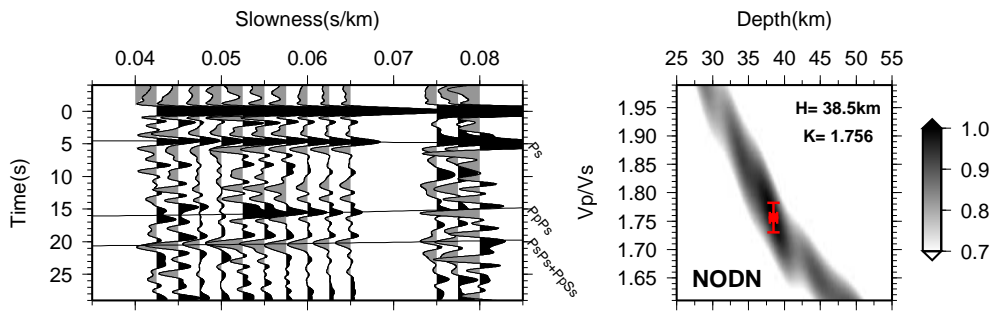 Slowness(s/km)
0.04 0.05 0.06 0.07 0.08
Time(s)
0
5
10
15
20
25
Ps
PpPs
PsPs+PpSs
Depth(km)
25 30 35 40 45 50 55
Vp/Vs
1.95
1.90
1.85
1.80
1.75
1.70
1.65
H= 38.5km
K= 1.756
NODN
1.0
0.9
0.8
0.7